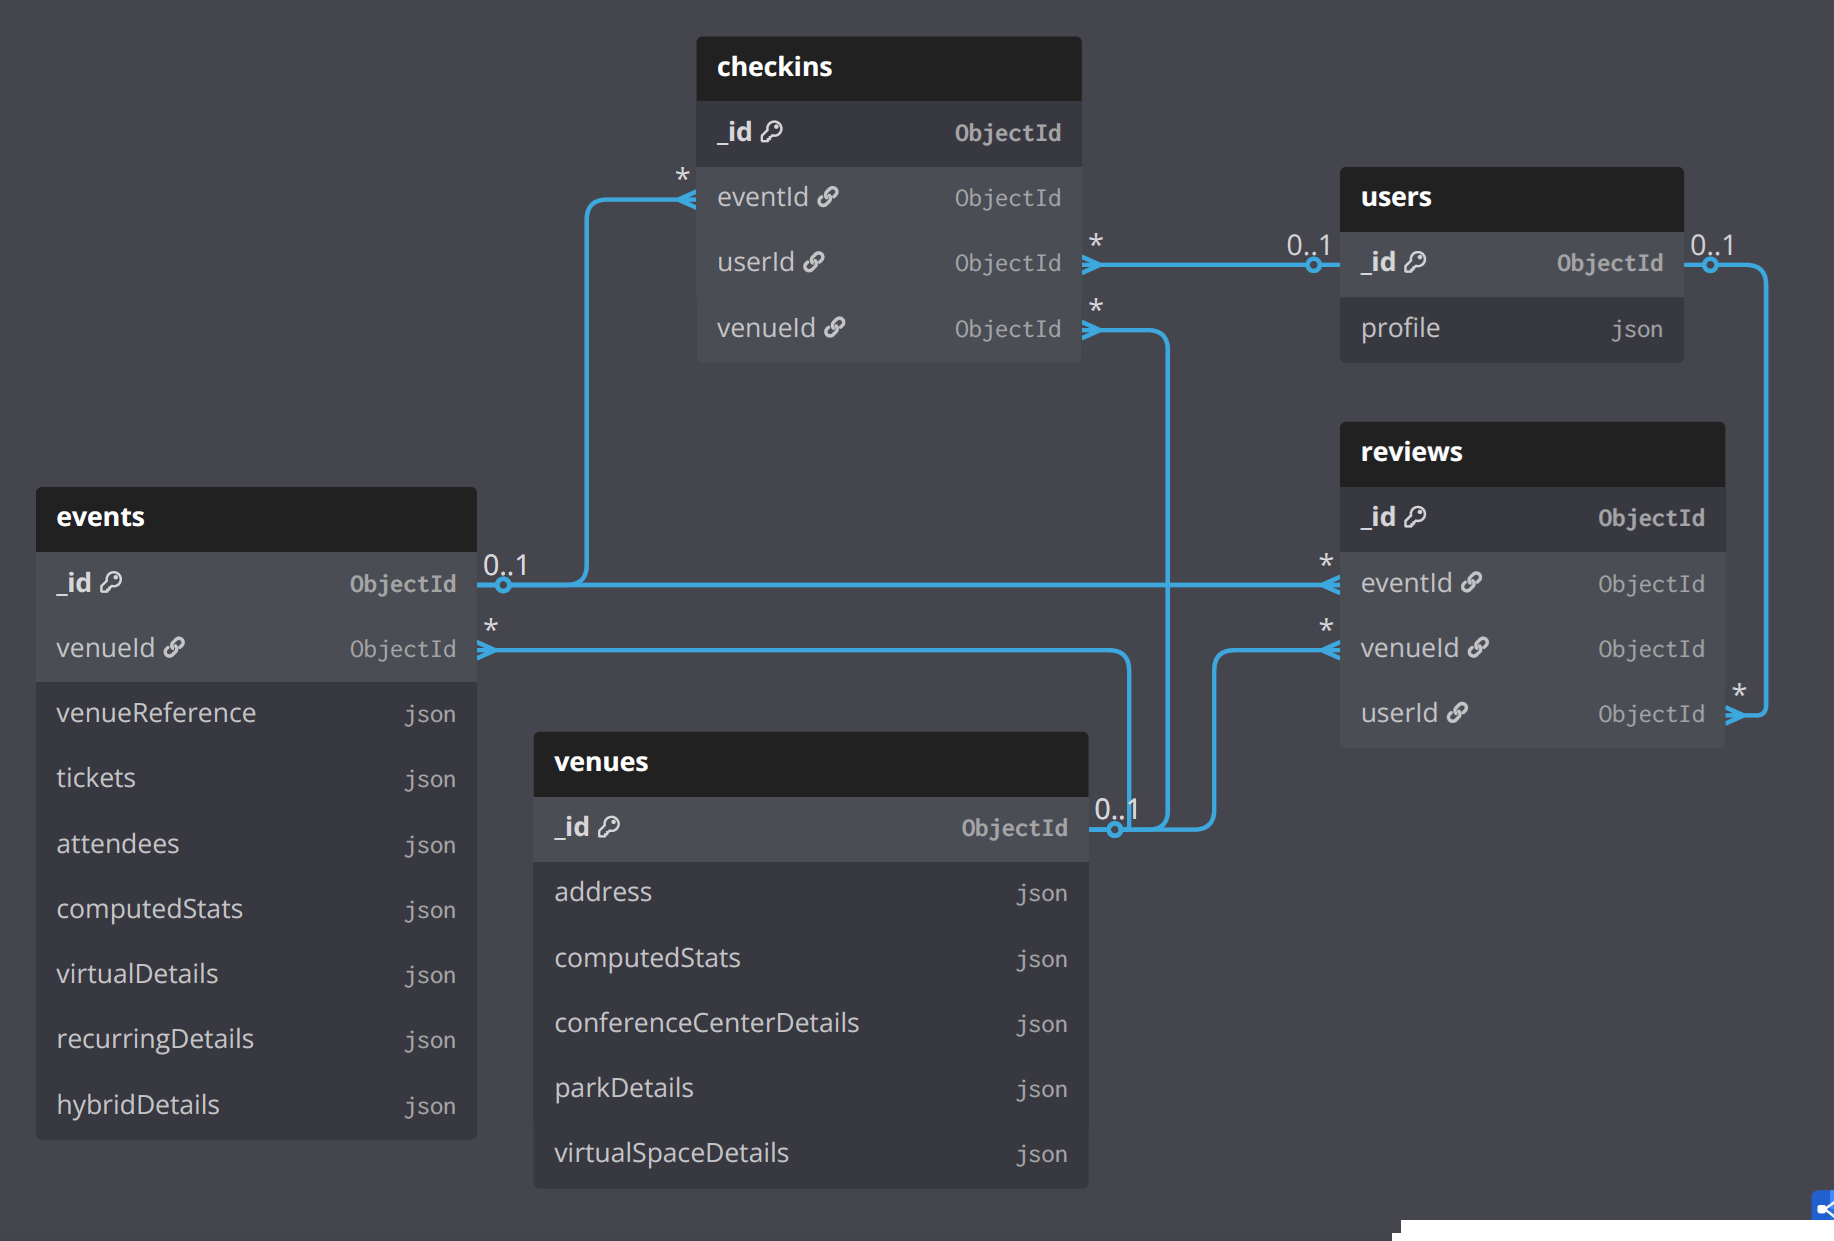 checkins
_id ObjectId
*
eventId ObjectId
userId ObjectId
*
venueId ObjectId
*
users
0..1
_id ObjectId
0..1
profile json
reviews
_id ObjectId
*
eventId ObjectId
*
venueId ObjectId
userId ObjectId
*
events
_id ObjectId
0..1
venueId ObjectId
*
venueReference json
tickets json
attendees json
computedStats json
virtualDetails json
recurringDetails json
hybridDetails json
venues
_id ObjectId
0..1
address json
computedStats json
conferenceCenterDetails json
parkDetails json
virtualSpaceDetails json